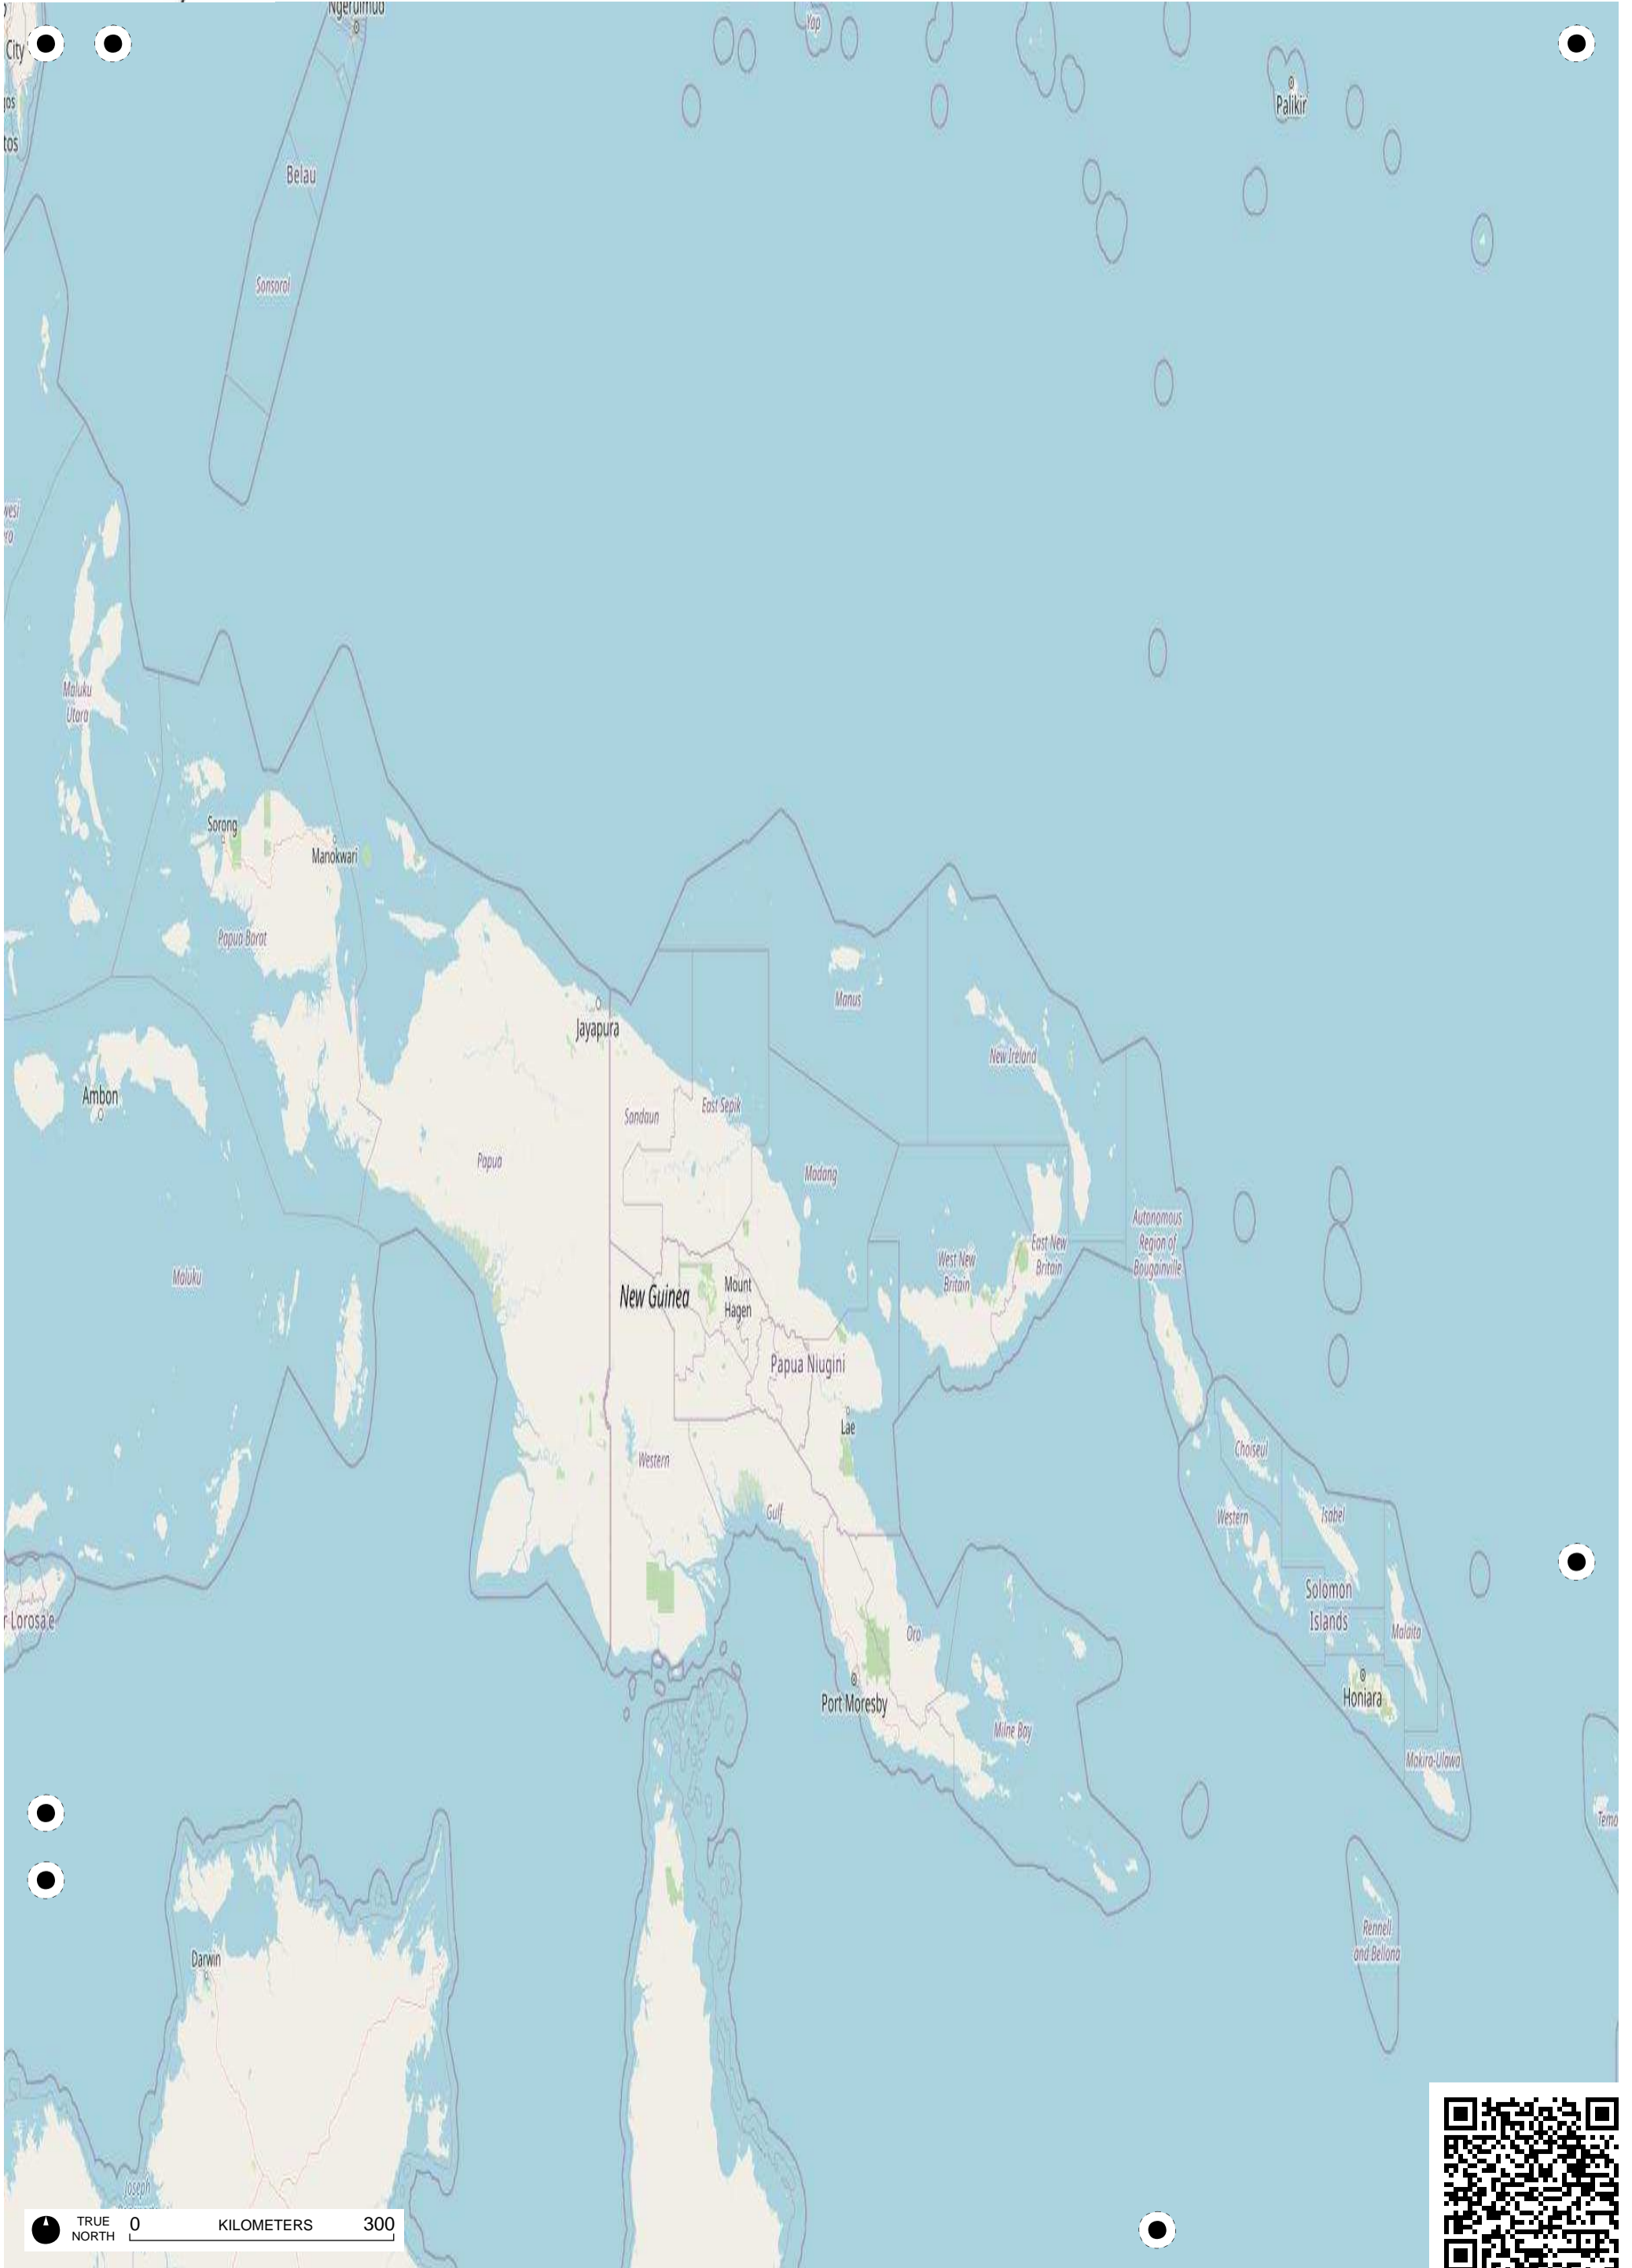 Ngerulmud
Yap
City
Palikir
Belau
Sonsorol
Maluku
Utara
Sorong
Manokwari
Papua Barat
Manus
Jayapura
New Ireland
Ambon
Sandaun
East Sepik
Papua
Madang
Maluku
Autonomous
Region of
Bougainville
East New
Britain
West New
Britain
New Guinea
Mount
Hagen
Papua Niugini
Lae
Western
Gulf
Choiseul
Western
Isabel
Solomon
Islands
r Lorosa'e
Oro
Malaita
Port Moresby
Honiara
Milne Bay
Makira-Ulawa
Temo
Rennell
and Bellona
Darwin
Joseph
TRUE
NORTH
0 KILOMETERS 300